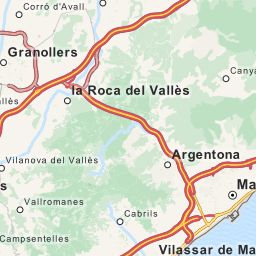 Corró d'Avall
Granollers
Canya
la Roca del Vallès
allès
Vilanova del Vallès
Argentona
s
Ma
Vallromanes
Cabrils
Campsentelles
Vilassar de Ma